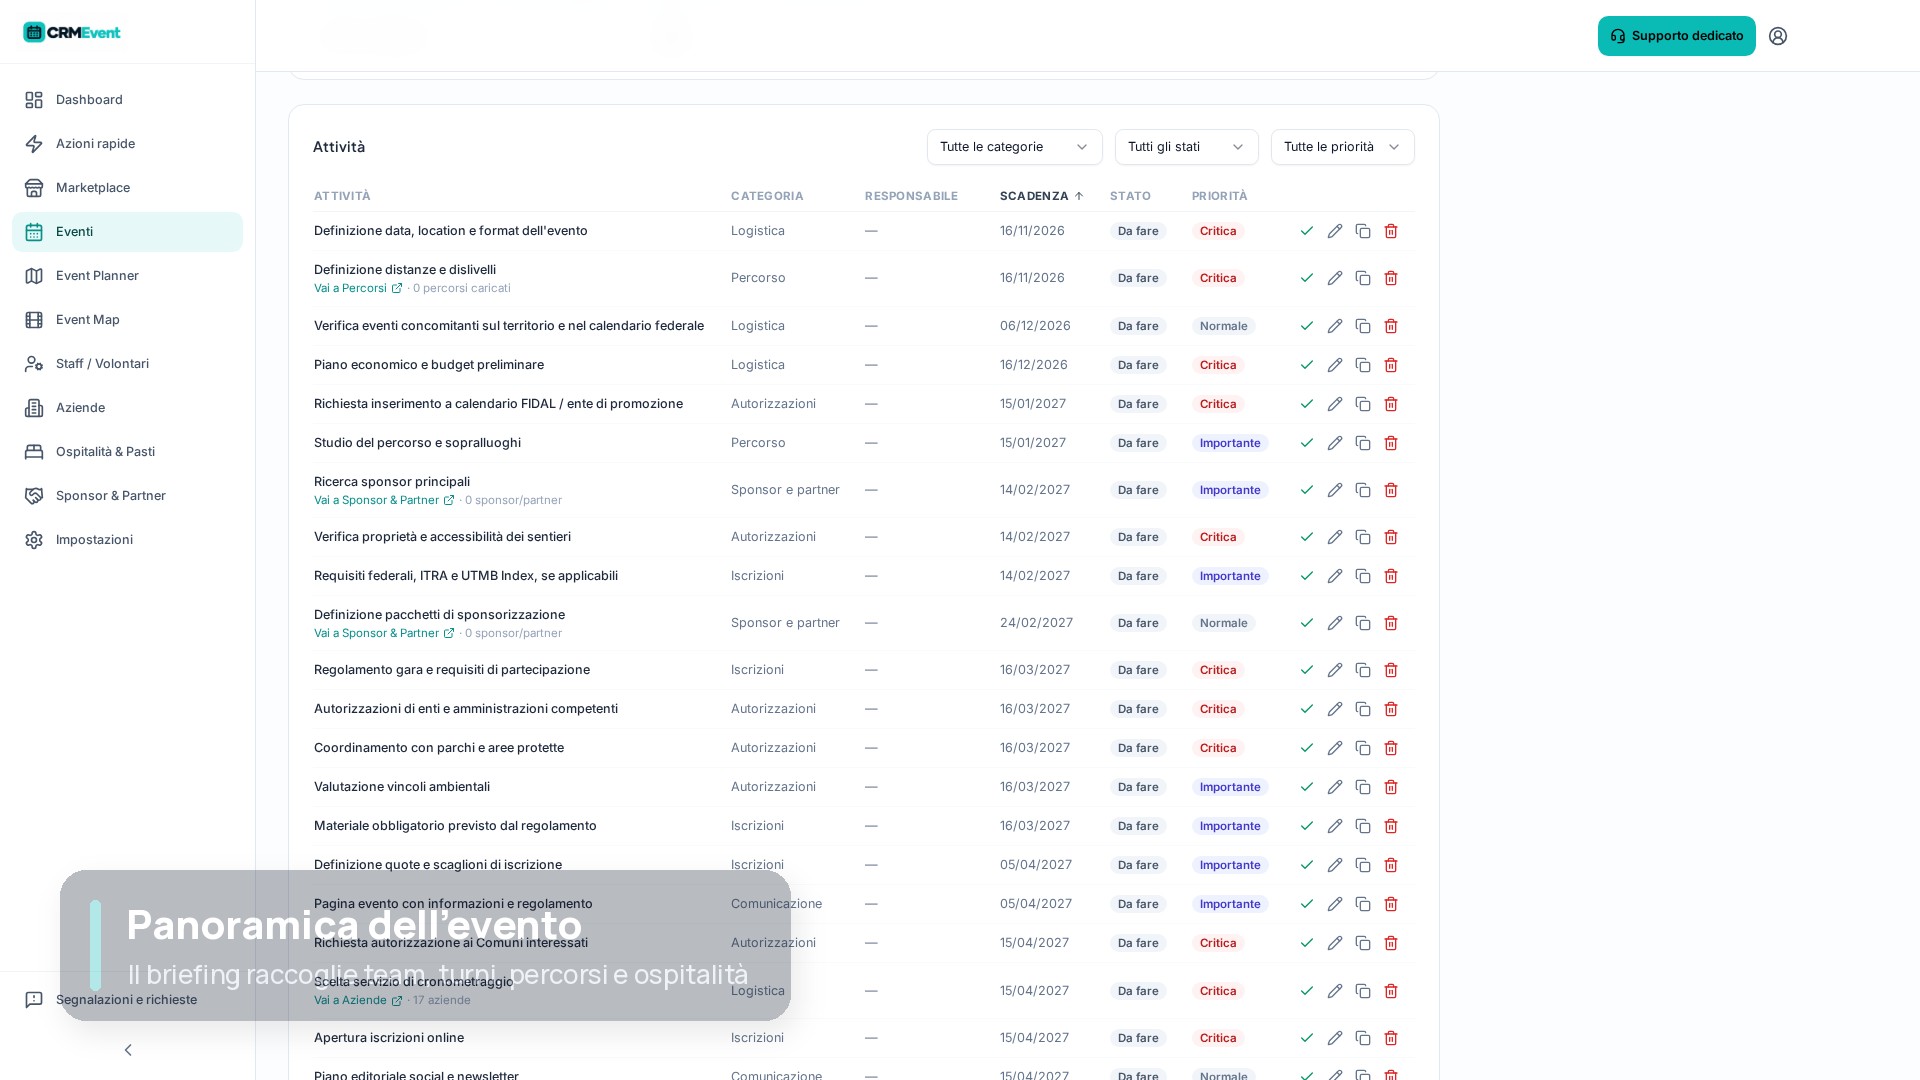 CRMEvent
Supporto dedicato
Dashboard
Azioni rapide
Marketplace
Eventi
Event Planner
Event Map
Staff / Volontari
Aziende
Ospitalità & Pasti
Sponsor & Partner
Impostazioni
Segnalazioni e richieste
Attività
Tutte le categorie
Tutti gli stati
Tutte le priorità
ATTIVITÀ CATEGORIA RESPONSABILE SCADENZA ↑ STATO PRIORITÀ
Definizione data, location e format dell'evento Logistica — 16/11/2026 Da fare Critica
Definizione distanze e dislivelli Percorso — 16/11/2026 Da fare Critica
Vai a Percorsi · 0 percorsi caricati
Verifica eventi concomitanti sul territorio e nel calendario federale Logistica — 06/12/2026 Da fare Normale
Piano economico e budget preliminare Logistica — 16/12/2026 Da fare Critica
Richiesta inserimento a calendario FIDAL / ente di promozione Autorizzazioni — 15/01/2027 Da fare Critica
Studio del percorso e sopralluoghi Percorso — 15/01/2027 Da fare Importante
Ricerca sponsor principali Sponsor e partner — 14/02/2027 Da fare Importante
Vai a Sponsor & Partner · 0 sponsor/partner
Verifica proprietà e accessibilità dei sentieri Autorizzazioni — 14/02/2027 Da fare Critica
Requisiti federali, ITRA e UTMB Index, se applicabili Iscrizioni — 14/02/2027 Da fare Importante
Definizione pacchetti di sponsorizzazione Sponsor e partner — 24/02/2027 Da fare Normale
Vai a Sponsor & Partner · 0 sponsor/partner
Regolamento gara e requisiti di partecipazione Iscrizioni — 16/03/2027 Da fare Critica
Autorizzazioni di enti e amministrazioni competenti Autorizzazioni — 16/03/2027 Da fare Critica
Coordinamento con parchi e aree protette Autorizzazioni — 16/03/2027 Da fare Critica
Valutazione vincoli ambientali Autorizzazioni — 16/03/2027 Da fare Importante
Materiale obbligatorio previsto dal regolamento Iscrizioni — 16/03/2027 Da fare Importante
Definizione quote e scaglioni di iscrizione Iscrizioni — 05/04/2027 Da fare Importante
Pagina evento con informazioni e regolamento Comunicazione — 05/04/2027 Da fare Importante
Richiesta autorizzazione ai Comuni interessati Autorizzazioni — 15/04/2027 Da fare Critica
Scelta servizio di cronometraggio Logistica — 15/04/2027 Da fare Critica
Vai a Aziende · 17 aziende
Apertura iscrizioni online Iscrizioni — 15/04/2027 Da fare Critica
Piano editoriale social e newsletter Comunicazione — 15/04/2027 Da fare Normale
Panoramica dell'evento
Il briefing raccoglie team, turni, percorsi e ospitalità